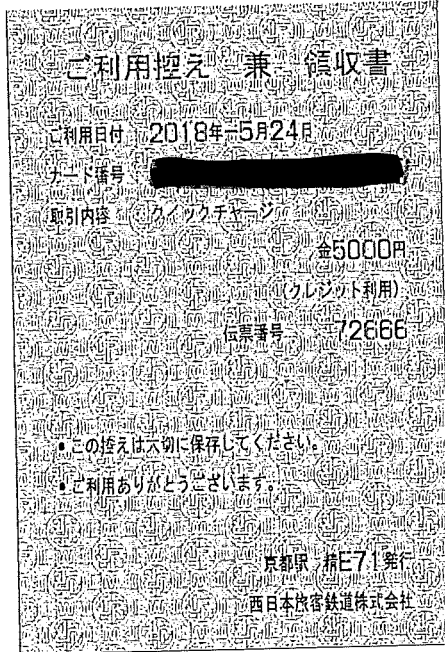 ご利用控え 兼 領収書
ご利用日付 2018年-5月24日
カード番号
取引内容 クイックチャージ
金5000円
(クレジット利用)
伝票番号 72666
• この控えは大切に保存してください。
• ご利用ありがとうございます。
京都駅 精E71発行
西日本旅客鉄道株式会社